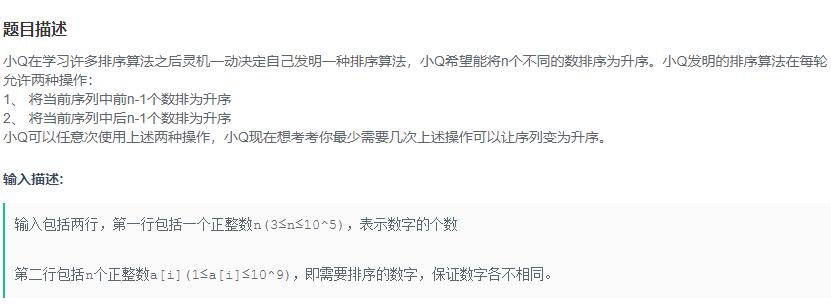 题目描述
小Q在学习许多排序算法之后灵机一动决定自己发明一种排序算法，小Q希望能将n个不同的数排序为升序。小Q发明的排序算法在每轮
允许两种操作：
1、 将当前序列中前n-1个数排为升序
2、 将当前序列中后n-1个数排为升序
小Q可以任意次使用上述两种操作，小Q现在想考考你最少需要几次上述操作可以让序列变为升序。
输入描述:
输入包括两行，第一行包括一个正整数n(3≤n≤10^5)，表示数字的个数
第二行包括n个正整数a[i](1≤a[i]≤10^9)，即需要排序的数字，保证数字各不相同。